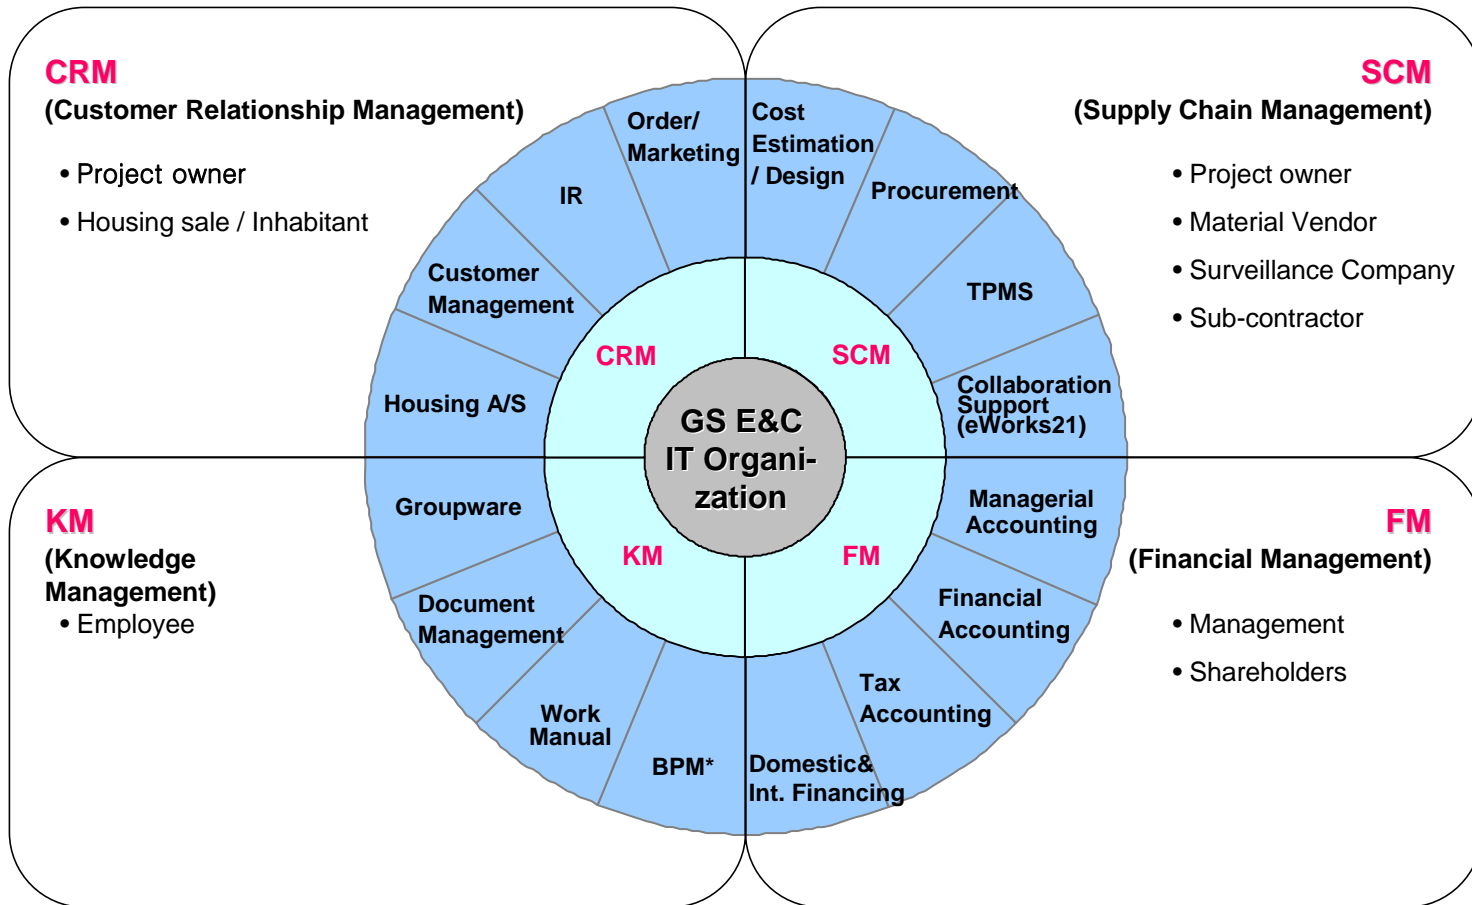 CRM
(Customer Relationship Management)
• Project owner
• Housing sale / Inhabitant
SCM
(Supply Chain Management)
• Project owner
• Material Vendor
• Surveillance Company
• Sub-contractor
Order/
Marketing
IR
Customer
Management
Housing A/S
Cost
Estimation
/ Design
Procurement
TPMS
Collaboration
Support
(eWorks21)
CRM
SCM
GS E&C
IT Organi-
zation
KM
FM
KM
(Knowledge
Management)
• Employee
Groupware
Document
Management
Work
Manual
BPM*
Managerial
Accounting
Financial
Accounting
Tax
Accounting
Domestic&
Int. Financing
FM
(Financial Management)
• Management
• Shareholders